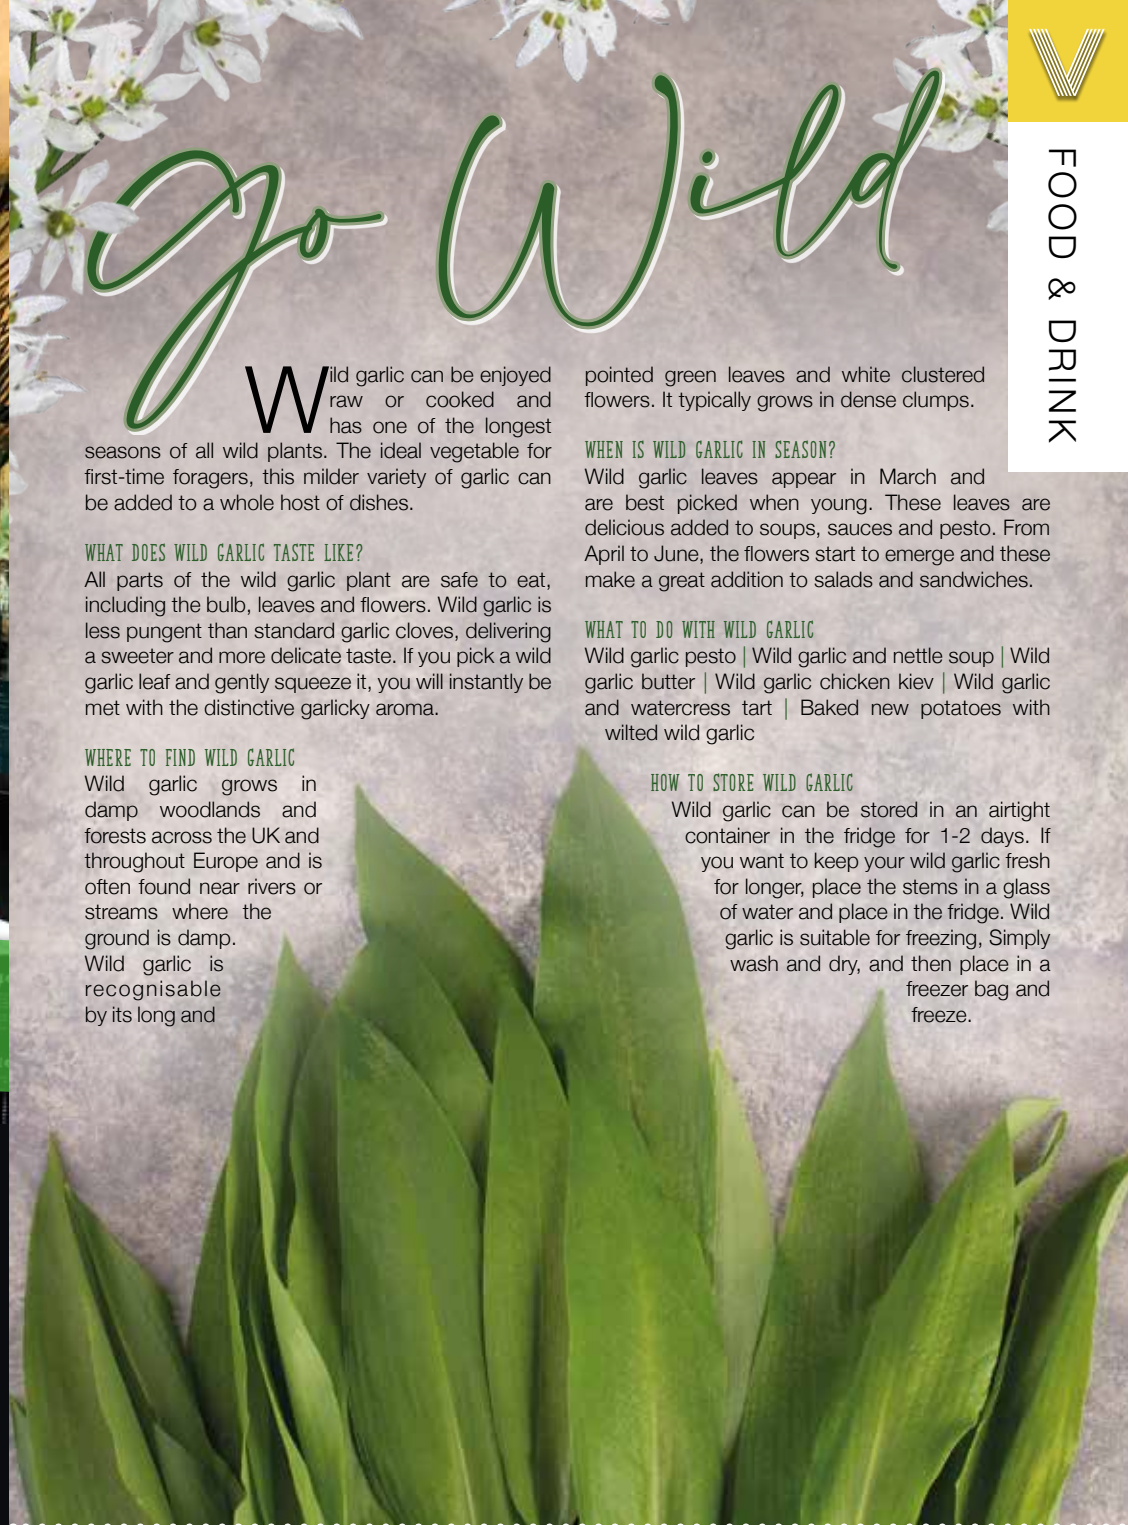 Go Wild
V
FOOD & DRINK
Wild garlic can be enjoyed
raw or cooked and
has one of the longest
seasons of all wild plants. The ideal vegetable for
first-time foragers, this milder variety of garlic can
be added to a whole host of dishes.
WHAT DOES WILD GARLIC TASTE LIKE?
All parts of the wild garlic plant are safe to eat,
including the bulb, leaves and flowers. Wild garlic is
less pungent than standard garlic cloves, delivering
a sweeter and more delicate taste. If you pick a wild
garlic leaf and gently squeeze it, you will instantly be
met with the distinctive garlicky aroma.
WHERE TO FIND WILD GARLIC
Wild garlic grows in
damp woodlands and
forests across the UK and
throughout Europe and is
often found near rivers or
streams where the
ground is damp.
Wild garlic is
recognisable
by its long and
pointed green leaves and white clustered
flowers. It typically grows in dense clumps.
WHEN IS WILD GARLIC IN SEASON?
Wild garlic leaves appear in March and
are best picked when young. These leaves are
delicious added to soups, sauces and pesto. From
April to June, the flowers start to emerge and these
make a great addition to salads and sandwiches.
WHAT TO DO WITH WILD GARLIC
Wild garlic pesto | Wild garlic and nettle soup | Wild
garlic butter | Wild garlic chicken kiev | Wild garlic
and watercress tart | Baked new potatoes with
wilted wild garlic
HOW TO STORE WILD GARLIC
Wild garlic can be stored in an airtight
container in the fridge for 1-2 days. If
you want to keep your wild garlic fresh
for longer, place the stems in a glass
of water and place in the fridge. Wild
garlic is suitable for freezing, Simply
wash and dry, and then place in a
freezer bag and
freeze.